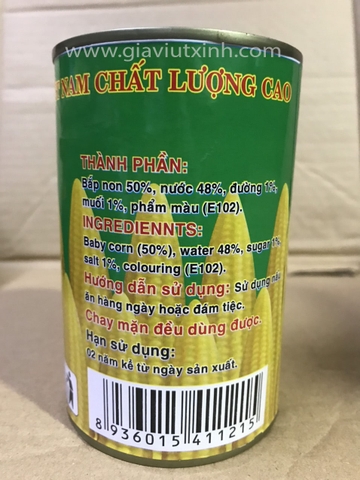 www.giaviutxinh.com
NAM CHẤT LƯỢNG CAO
THÀNH PHẦN:
Bắp non 50%, nước 48%, đường 1%,
muối 1%, phẩm màu (E102).
INGREDIENNTS:
Baby corn (50%), water 48%, sugar 1%,
salt 1%, colouring (E102).
Hướng dẫn sử dụng: Sử dụng nấu
ăn hàng ngày hoặc đám tiệc.
Chay mặn đều dùng được.
Hạn sử dụng:
02 năm kể từ ngày sản xuất.
8 936015 411215